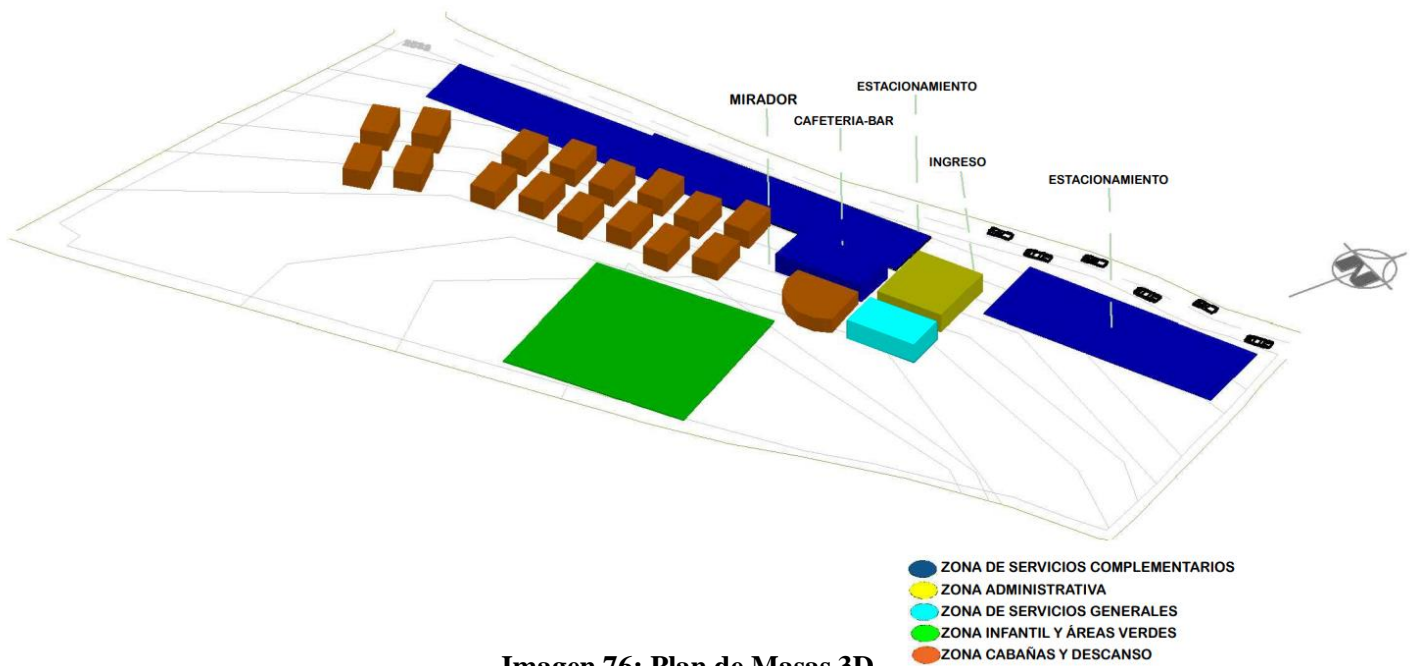 ESTACIONAMIENTO
MIRADOR
CAFETERIA-BAR
INGRESO
ESTACIONAMIENTO
N
ZONA DE SERVICIOS COMPLEMENTARIOS
ZONA ADMINISTRATIVA
ZONA DE SERVICIOS GENERALES
ZONA INFANTIL Y ÁREAS VERDES
ZONA CABAÑAS Y DESCANSO
Imagen 76: Plan de Masas 3D